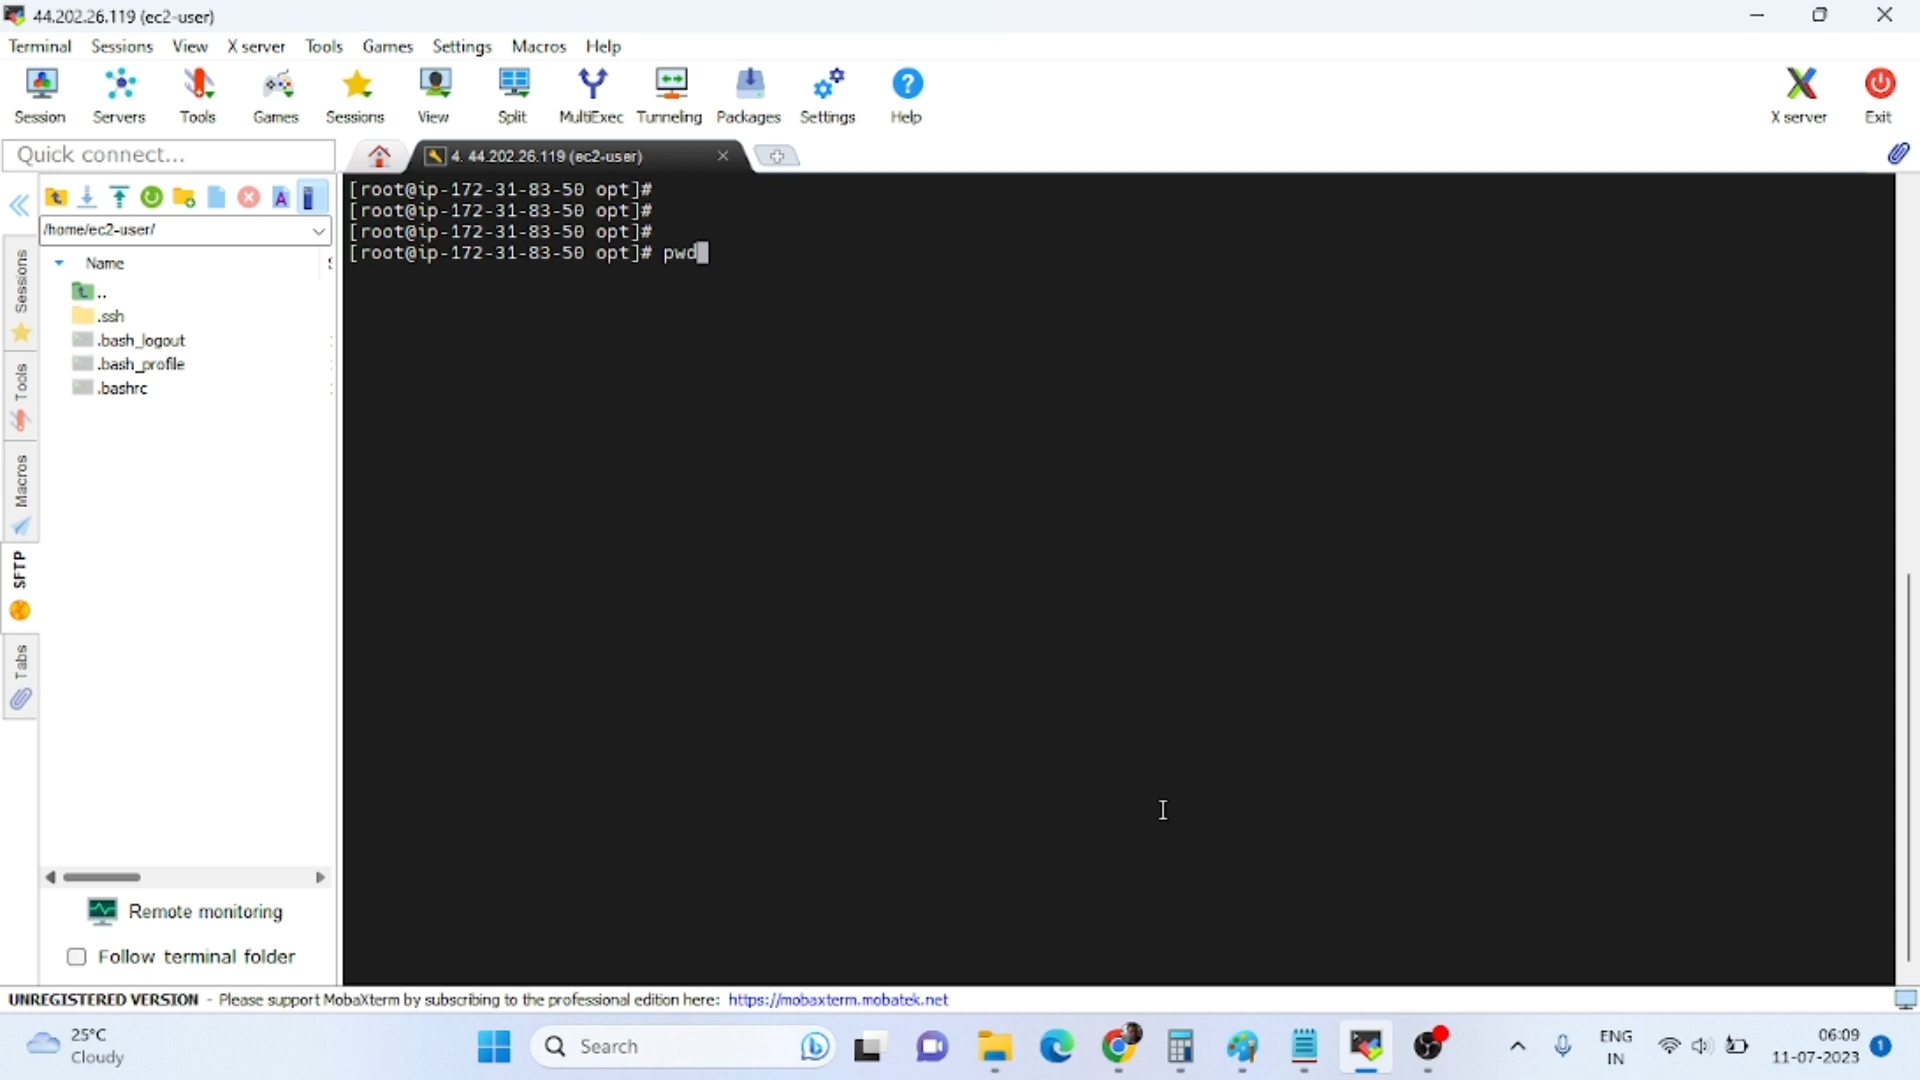 44.202.26.119 (ec2-user)
Terminal Sessions View X server Tools Games Settings Macros Help
Session Servers Tools Games Sessions View Split MultiExec Tunneling Packages Settings Help X server Exit
Quick connect...
4. 44.202.26.119 (ec2-user)
/home/ec2-user/
Name
..
.ssh
.bash_logout
.bash_profile
.bashrc
Sessions
Tools
Macros
SFTP
Tabs
Remote monitoring
Follow terminal folder
[root@ip-172-31-83-50 opt]#
[root@ip-172-31-83-50 opt]#
[root@ip-172-31-83-50 opt]#
[root@ip-172-31-83-50 opt]# pwd
UNREGISTERED VERSION - Please support MobaXterm by subscribing to the professional edition here: https://mobaxterm.mobatek.net
25°C
Cloudy
Search
ENG
IN
06:09
11-07-2023
1